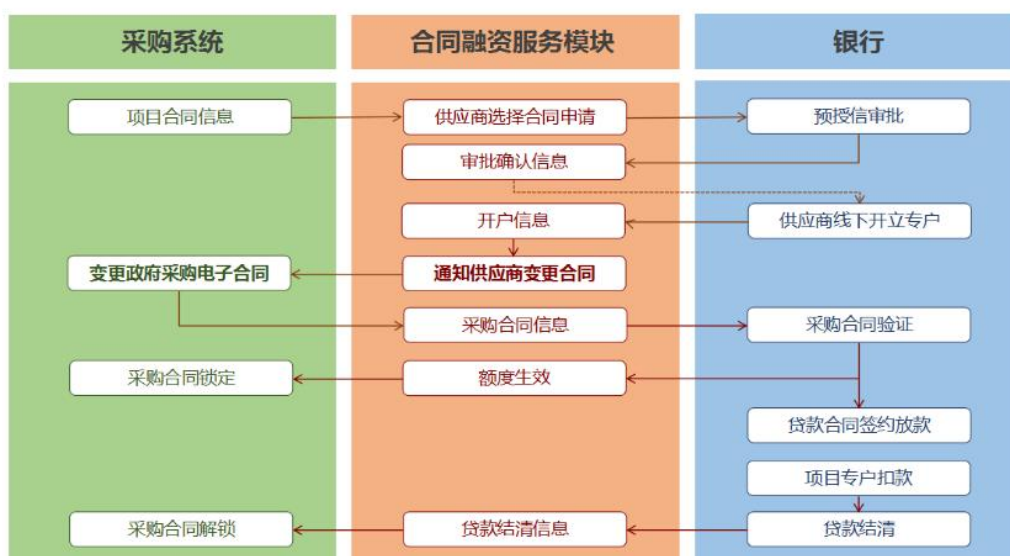 采购系统
合同融资服务模块
银行
项目合同信息
供应商选择合同申请
预授信审批
审批确认信息
开户信息
供应商线下开立专户
变更政府采购电子合同
通知供应商变更合同
采购合同信息
采购合同验证
采购合同锁定
额度生效
贷款合同签约放款
项目专户扣款
采购合同解锁
贷款结清信息
贷款结清